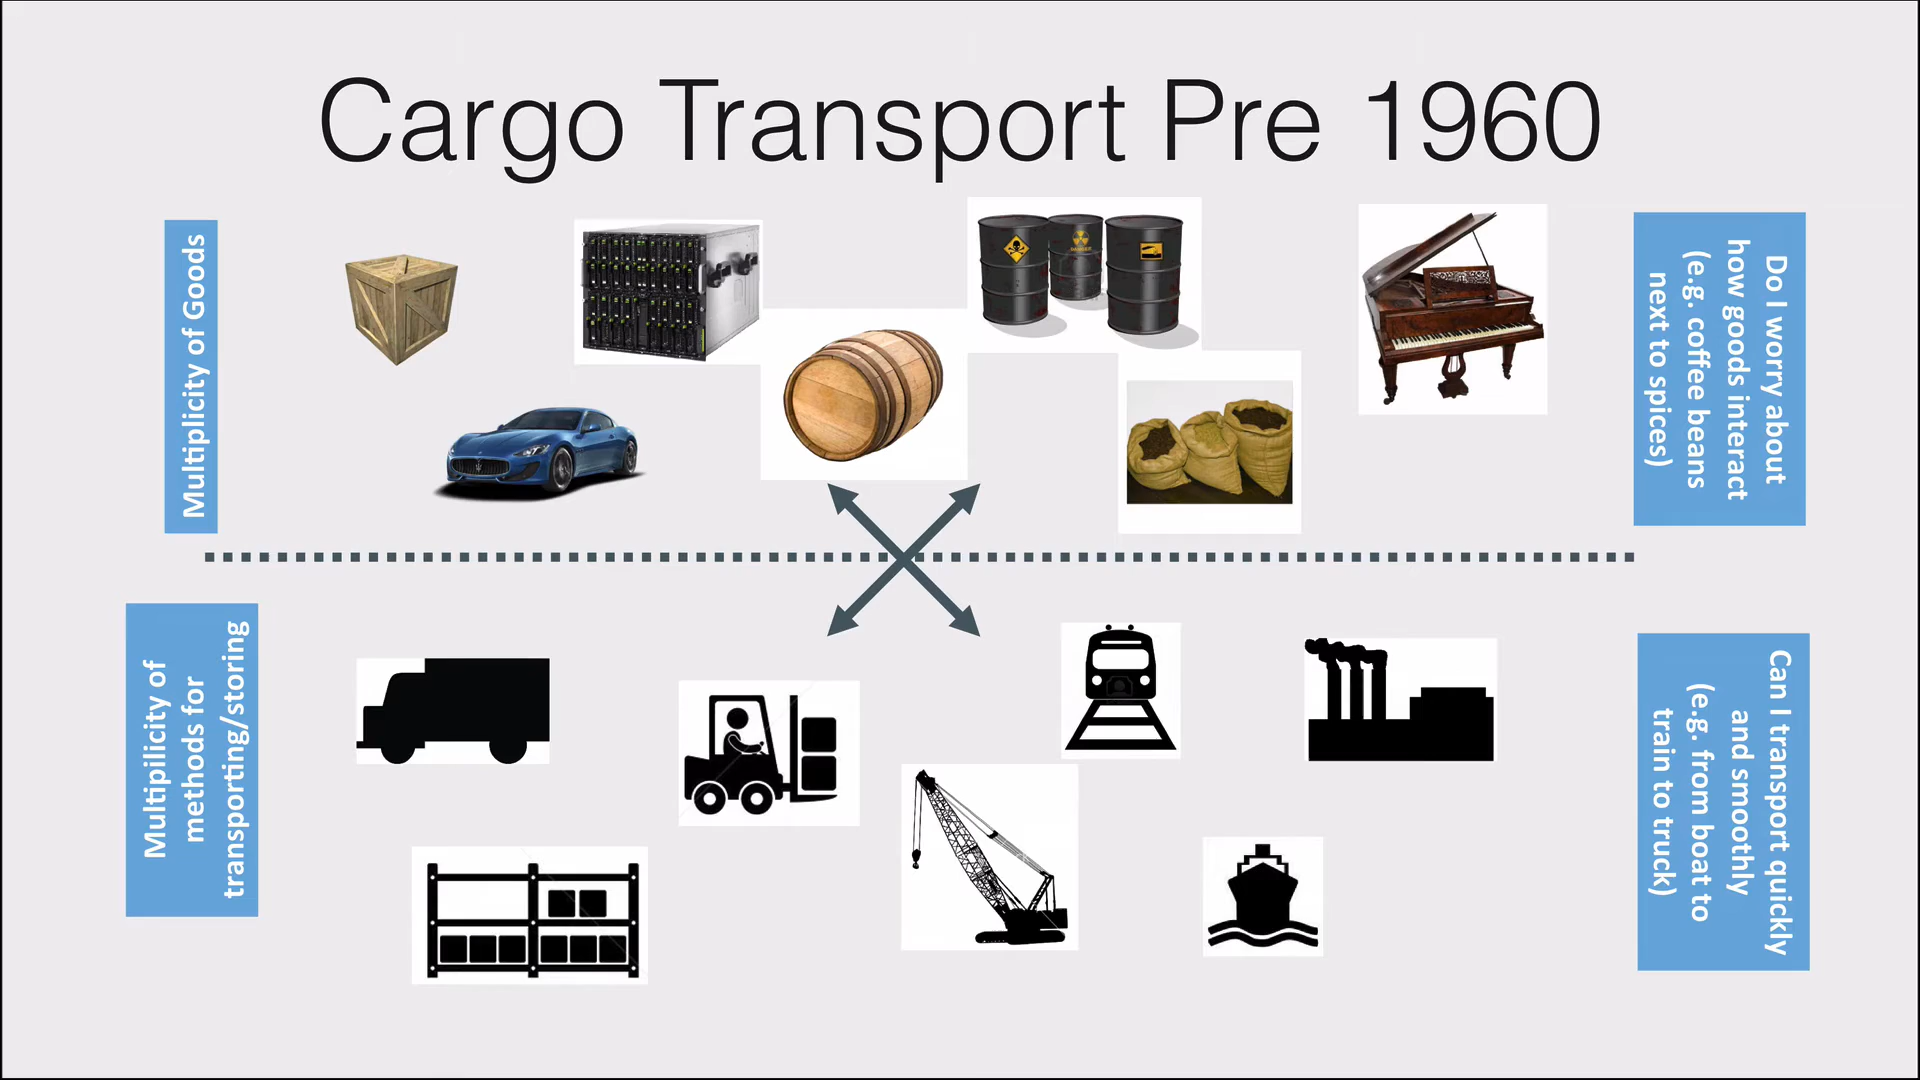 Cargo Transport Pre 1960
Multiplicity of Goods
Do I worry about
how goods interact
(e.g. coffee beans
next to spices)
Multiplicity of
methods for
transporting/storing
Can I transport quickly
and smoothly
(e.g. from boat to
train to truck)